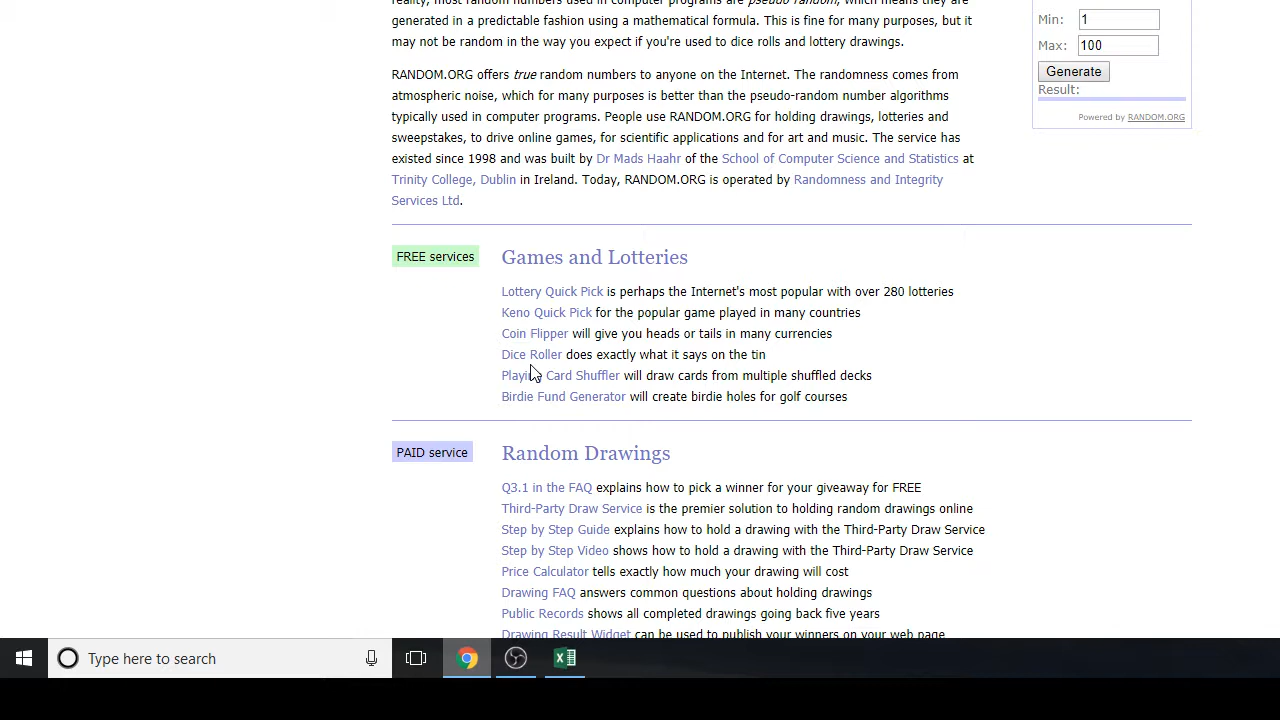 reality, most random numbers used in computer programs are pseudo-random, which means they are
generated in a predictable fashion using a mathematical formula. This is fine for many purposes, but it
may not be random in the way you expect if you're used to dice rolls and lottery drawings.
RANDOM.ORG offers true random numbers to anyone on the Internet. The randomness comes from
atmospheric noise, which for many purposes is better than the pseudo-random number algorithms
typically used in computer programs. People use RANDOM.ORG for holding drawings, lotteries and
sweepstakes, to drive online games, for scientific applications and for art and music. The service has
existed since 1998 and was built by Dr Mads Haahr of the School of Computer Science and Statistics at
Trinity College, Dublin in Ireland. Today, RANDOM.ORG is operated by Randomness and Integrity
Services Ltd.
Min: 1
Max: 100
Generate
Result:
Powered by RANDOM.ORG
FREE services
Games and Lotteries
Lottery Quick Pick is perhaps the Internet's most popular with over 280 lotteries
Keno Quick Pick for the popular game played in many countries
Coin Flipper will give you heads or tails in many currencies
Dice Roller does exactly what it says on the tin
Playing Card Shuffler will draw cards from multiple shuffled decks
Birdie Fund Generator will create birdie holes for golf courses
PAID service
Random Drawings
Q3.1 in the FAQ explains how to pick a winner for your giveaway for FREE
Third-Party Draw Service is the premier solution to holding random drawings online
Step by Step Guide explains how to hold a drawing with the Third-Party Draw Service
Step by Step Video shows how to hold a drawing with the Third-Party Draw Service
Price Calculator tells exactly how much your drawing will cost
Drawing FAQ answers common questions about holding drawings
Public Records shows all completed drawings going back five years
Drawing Result Widget can be used to publish your winners on your web page
Type here to search